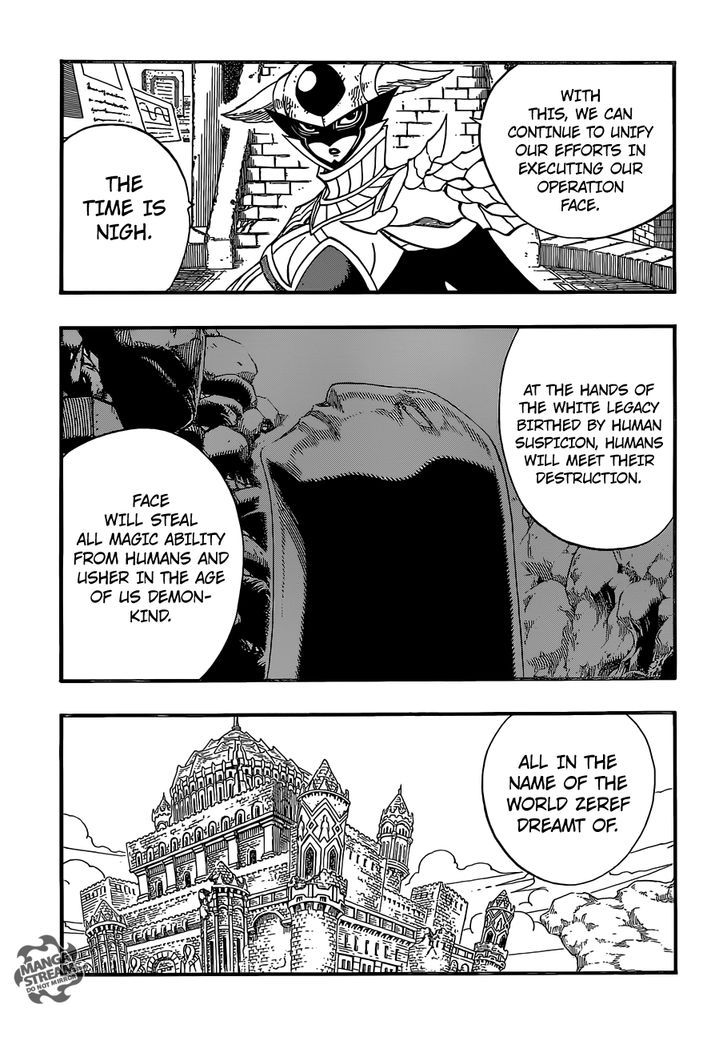 WITH
THIS, WE CAN
CONTINUE TO UNIFY
OUR EFFORTS IN
EXECUTING OUR
OPERATION
FACE.
THE
TIME IS
NIGH.
AT THE HANDS OF
THE WHITE LEGACY
BIRTHED BY HUMAN
SUSPICION, HUMANS
WILL MEET THEIR
DESTRUCTION.
FACE
WILL STEAL
ALL MAGIC ABILITY
FROM HUMANS AND
USHER IN THE AGE
OF US DEMON-
KIND.
ALL IN THE
NAME OF THE
WORLD ZEREF
DREAMT OF.
MANGA
STREAM
DO NOT MIRROR